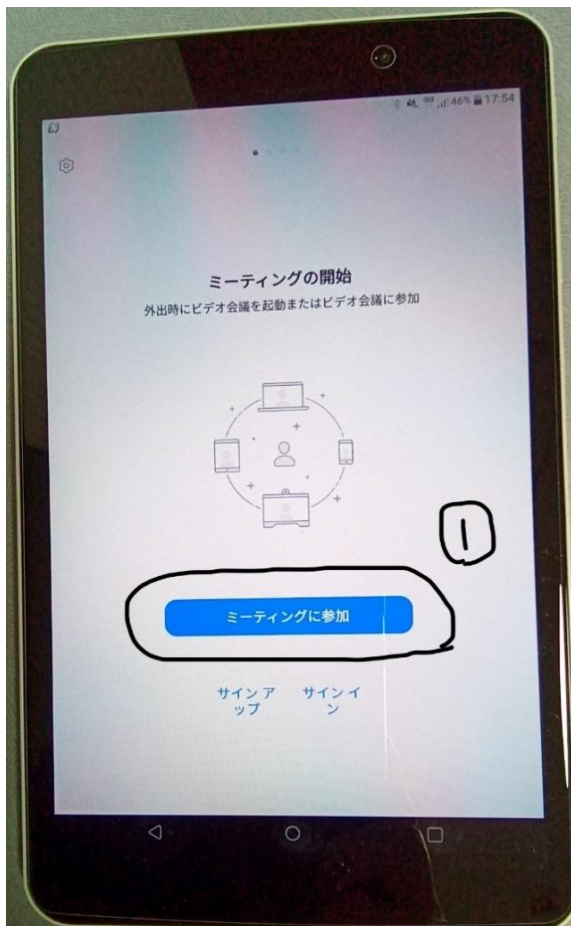 46% 17:54
ミーティングの開始
外出時にビデオ会議を起動またはビデオ会議に参加
1
ミーティングに参加
サイン ア
ップ
サイン イ
ン